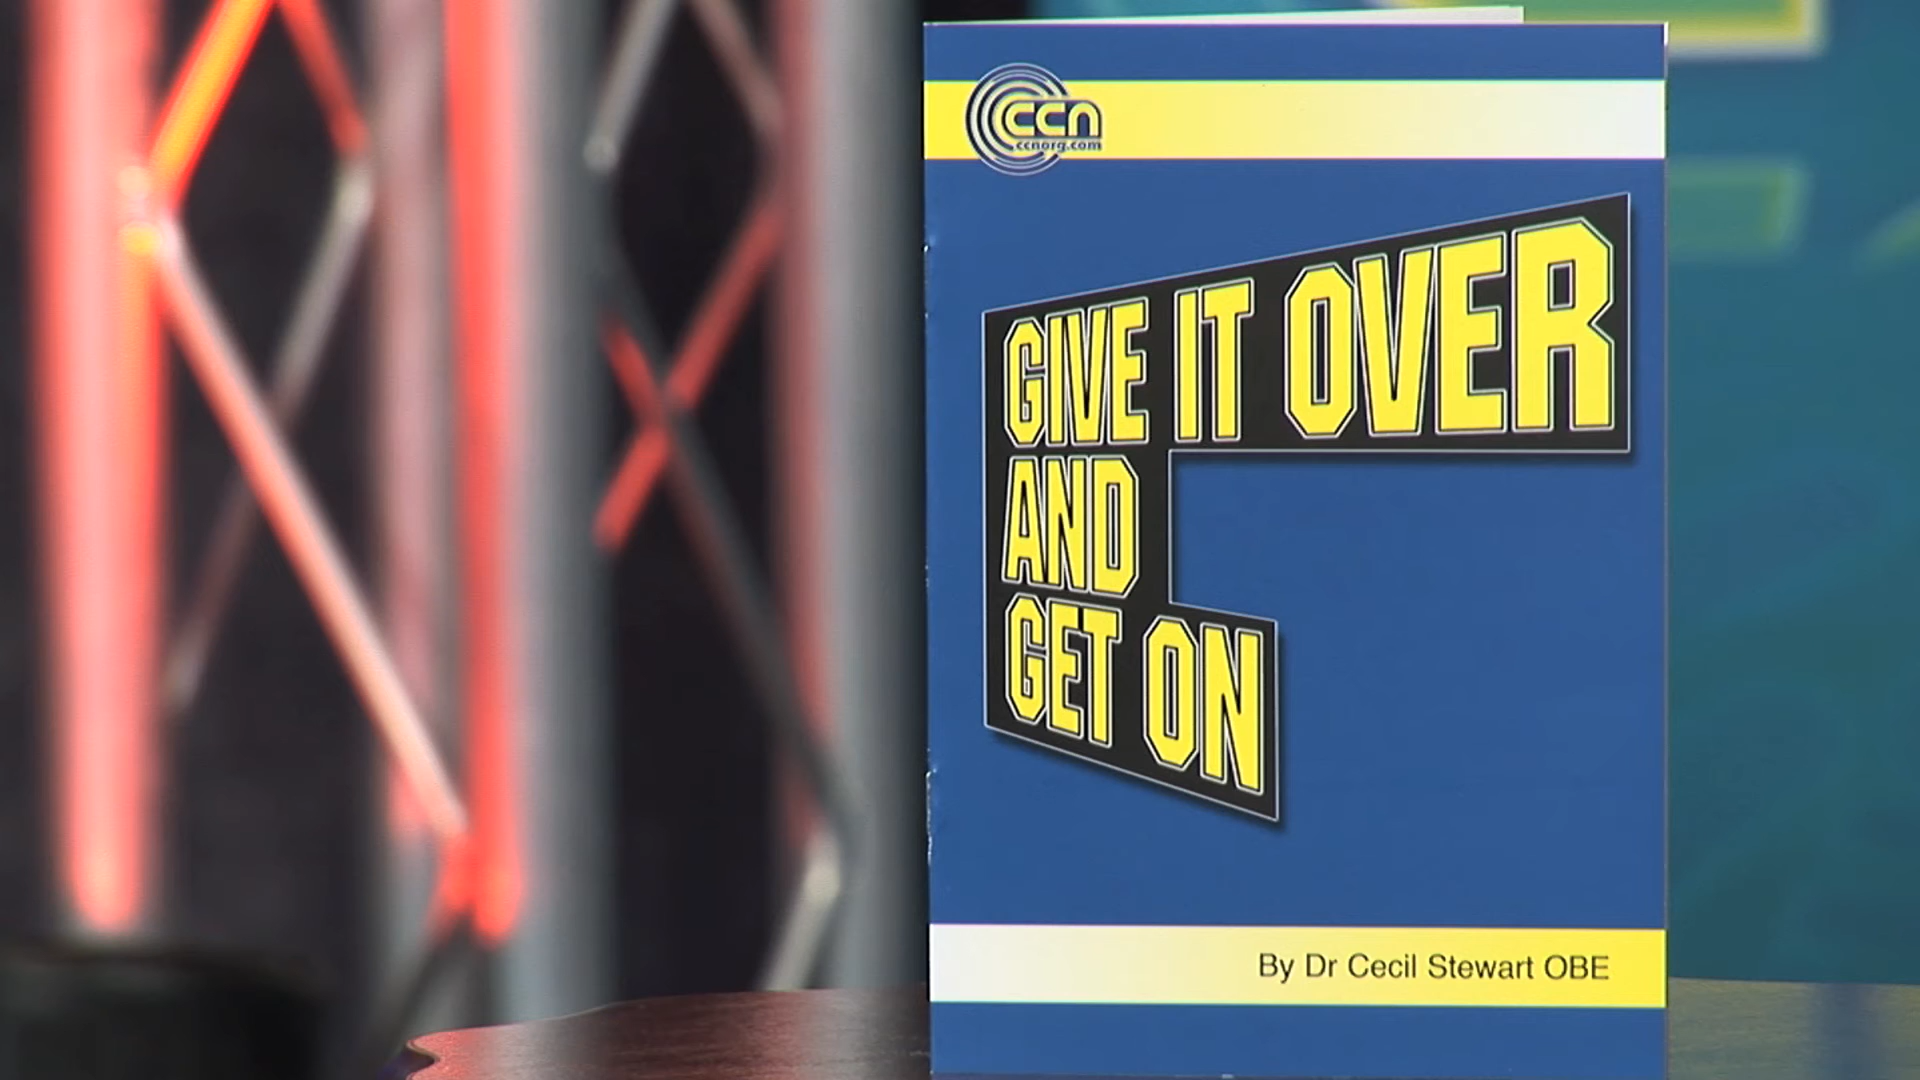 ccn
ccnorg.com
GIVE IT OVER
AND
GET ON
By Dr Cecil Stewart OBE